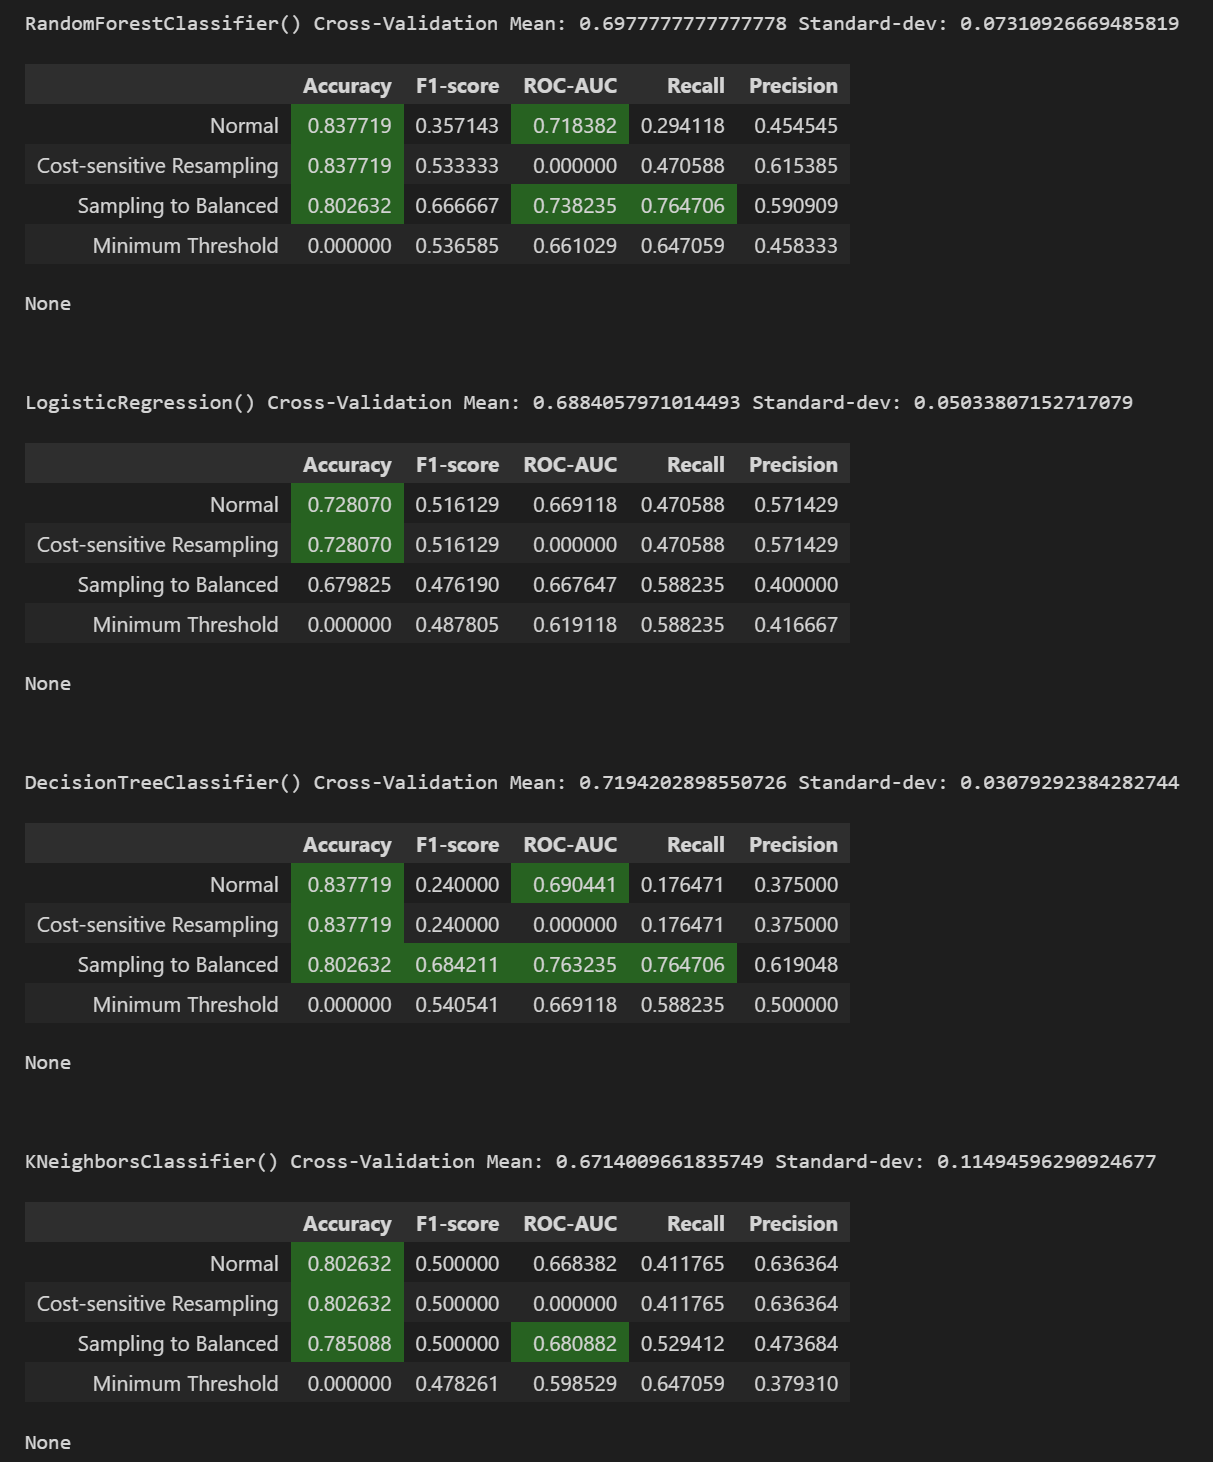 RandomForestClassifier() Cross-Validation Mean: 0.6977777777777778 Standard-dev: 0.07310926669485819
Accuracy F1-score ROC-AUC Recall Precision
Normal 0.837719 0.357143 0.718382 0.294118 0.454545
Cost-sensitive Resampling 0.837719 0.533333 0.000000 0.470588 0.615385
Sampling to Balanced 0.802632 0.666667 0.738235 0.764706 0.590909
Minimum Threshold 0.000000 0.536585 0.661029 0.647059 0.458333
None
LogisticRegression() Cross-Validation Mean: 0.6884057971014493 Standard-dev: 0.05033807152717079
Accuracy F1-score ROC-AUC Recall Precision
Normal 0.728070 0.516129 0.669118 0.470588 0.571429
Cost-sensitive Resampling 0.728070 0.516129 0.000000 0.470588 0.571429
Sampling to Balanced 0.679825 0.476190 0.667647 0.588235 0.400000
Minimum Threshold 0.000000 0.487805 0.619118 0.588235 0.416667
None
DecisionTreeClassifier() Cross-Validation Mean: 0.7194202898550726 Standard-dev: 0.03079292384282744
Accuracy F1-score ROC-AUC Recall Precision
Normal 0.837719 0.240000 0.690441 0.176471 0.375000
Cost-sensitive Resampling 0.837719 0.240000 0.000000 0.176471 0.375000
Sampling to Balanced 0.802632 0.684211 0.763235 0.764706 0.619048
Minimum Threshold 0.000000 0.540541 0.669118 0.588235 0.500000
None
KNeighborsClassifier() Cross-Validation Mean: 0.6714009661835749 Standard-dev: 0.11494596290924677
Accuracy F1-score ROC-AUC Recall Precision
Normal 0.802632 0.500000 0.668382 0.411765 0.636364
Cost-sensitive Resampling 0.802632 0.500000 0.000000 0.411765 0.636364
Sampling to Balanced 0.785088 0.500000 0.680882 0.529412 0.473684
Minimum Threshold 0.000000 0.478261 0.598529 0.647059 0.379310
None